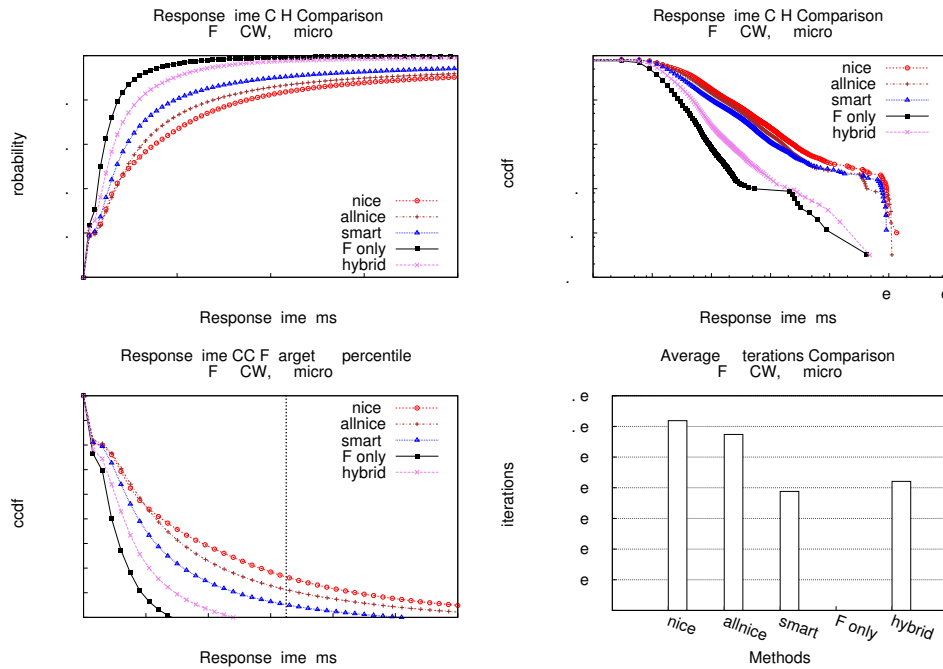 Response ime C H Comparison
F CW, micro
robability
nice
allnice
smart
F only
hybrid
Response ime ms
Response ime C H Comparison
F CW, micro
ccdf
nice
allnice
smart
F only
hybrid
e e
Response ime ms
Response ime CC F arget percentile
F CW, micro
ccdf
nice
allnice
smart
F only
hybrid
Response ime ms
Average terations Comparison
F CW, micro
iterations
. e
. e
e
e
e
e
e
nice allnice smart F only hybrid
Methods